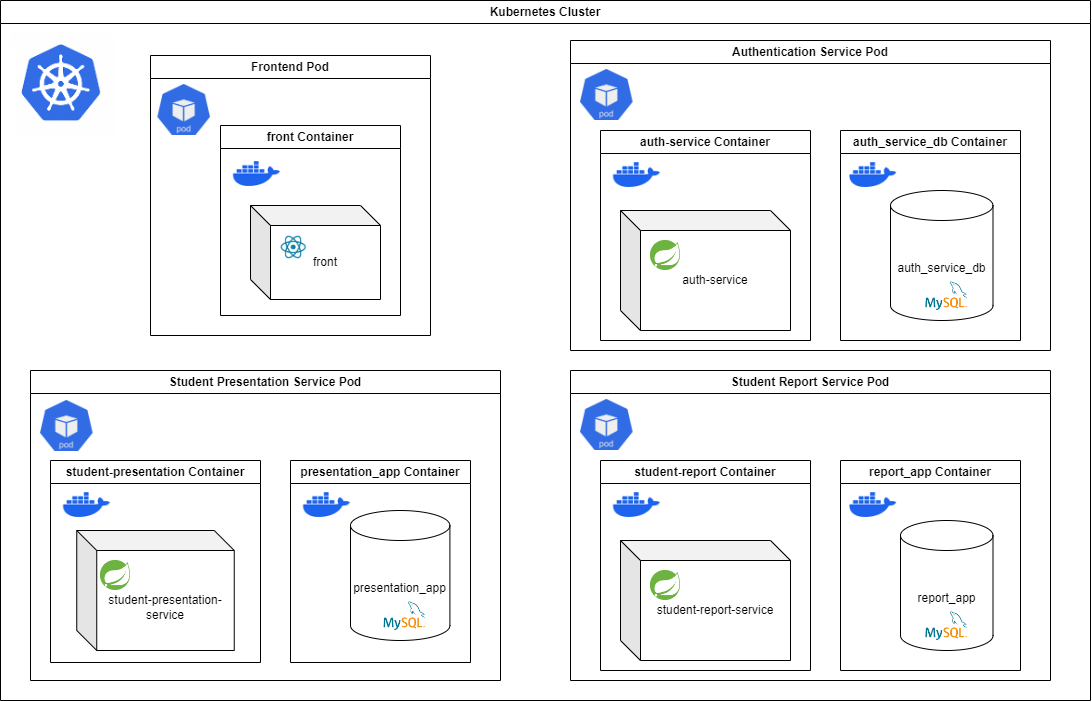 Kubernetes Cluster
Frontend Pod
pod
front Container
front
Authentication Service Pod
pod
auth-service Container
auth-service
auth_service_db Container
auth_service_db
MySQL
Student Presentation Service Pod
pod
student-presentation Container
student-presentation-
service
presentation_app Container
presentation_app
MySQL
Student Report Service Pod
pod
student-report Container
student-report-service
report_app Container
report_app
MySQL